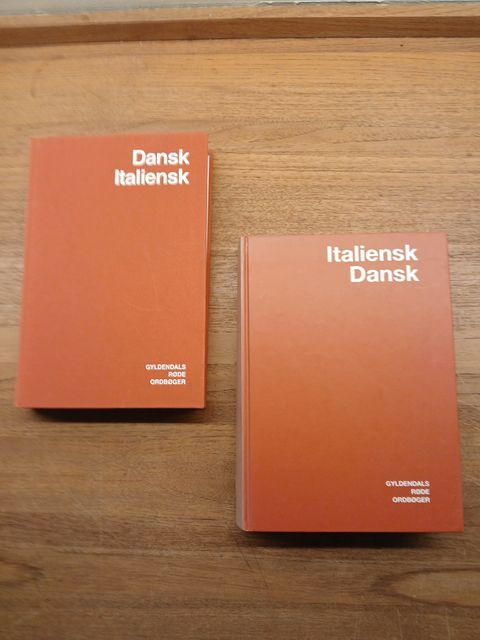 Dansk
Italiensk
GYLDENDALS
RØDE
ORDBØGER
Italiensk
Dansk
GYLDENDALS
RØDE
ORDBØGER